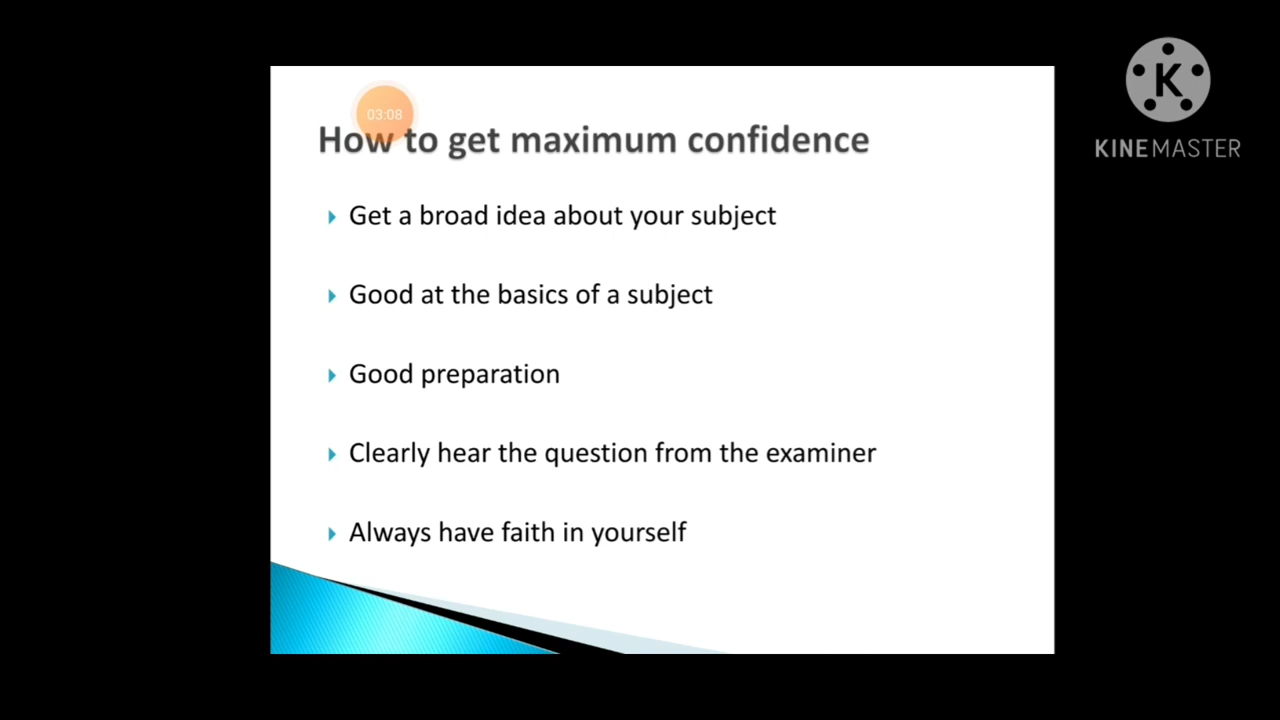 03:08
How to get maximum confidence
Get a broad idea about your subject
Good at the basics of a subject
Good preparation
Clearly hear the question from the examiner
Always have faith in yourself
K
KINEMASTER